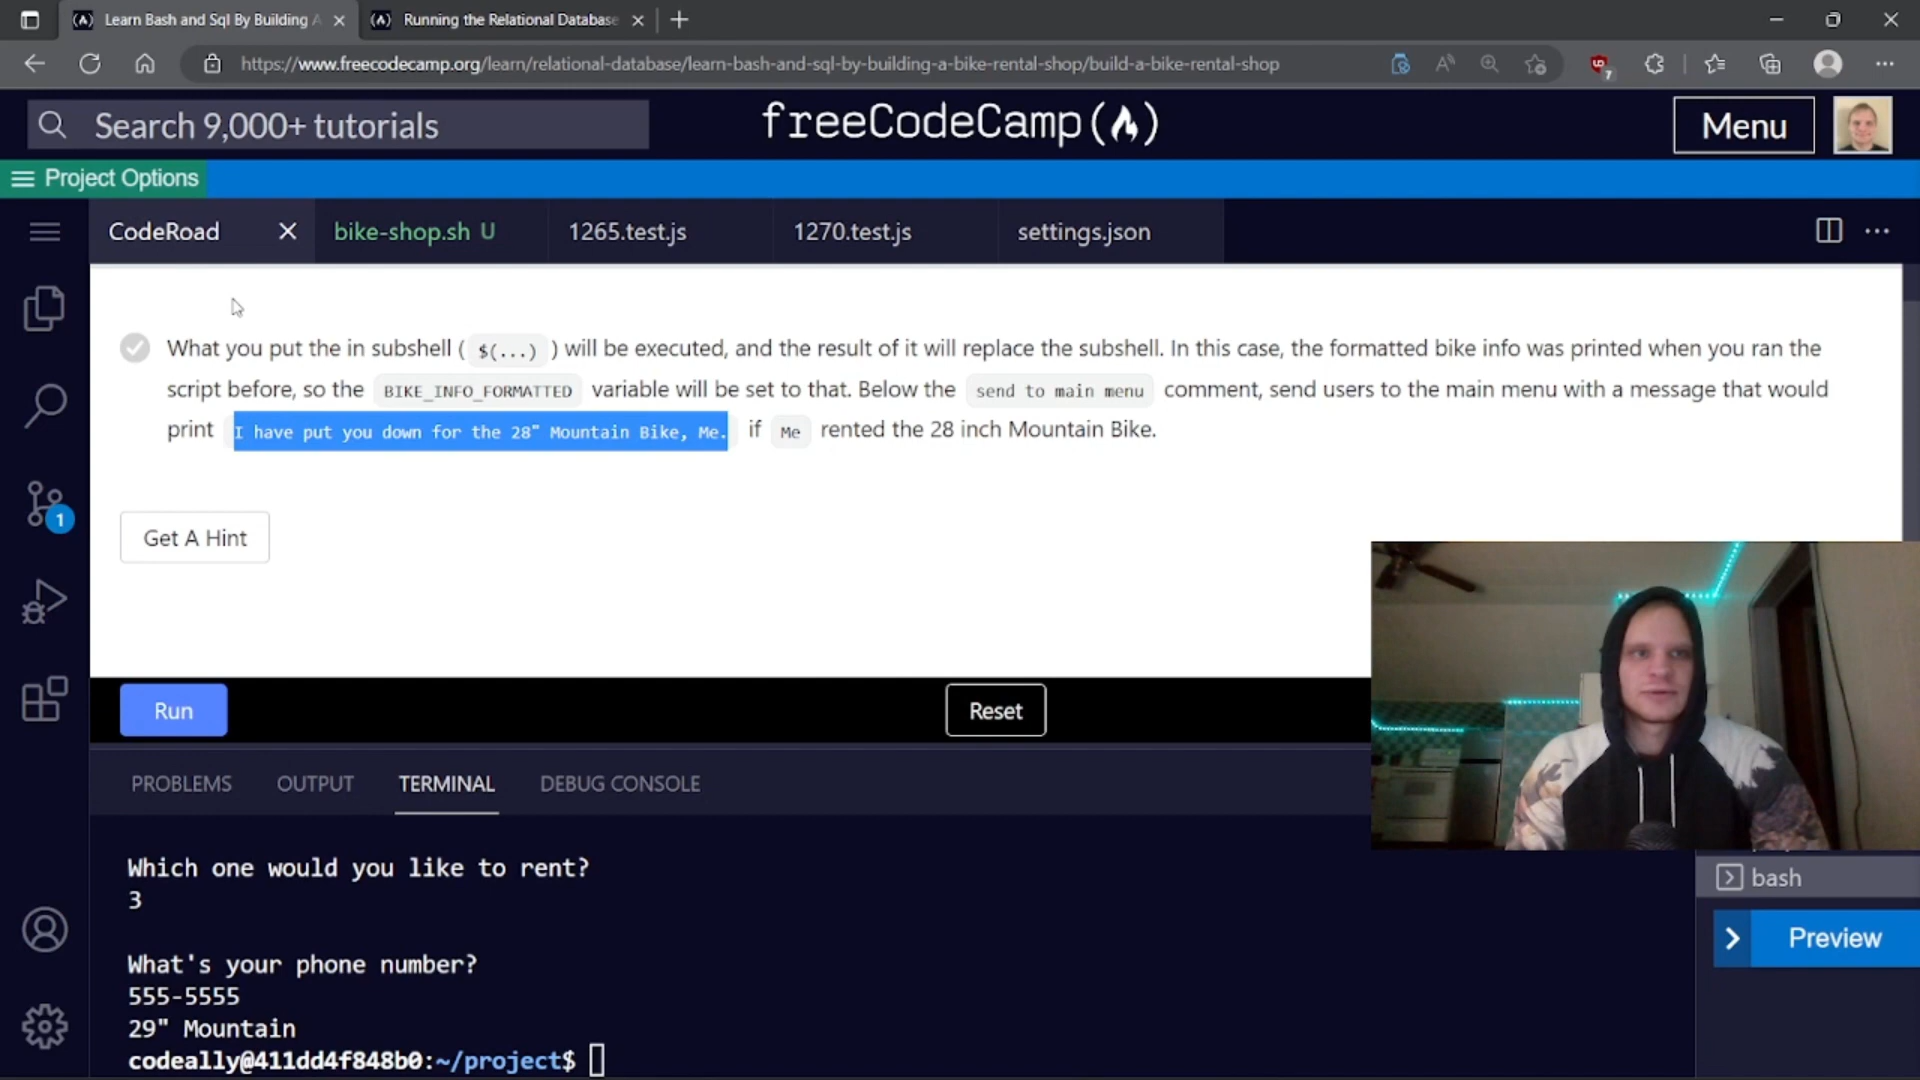 Learn Bash and Sql By Building A
Running the Relational Database
https://www.freecodecamp.org/learn/relational-database/learn-bash-and-sql-by-building-a-bike-rental-shop/build-a-bike-rental-shop
7
Search 9,000+ tutorials
freeCodeCamp
Menu
Project Options
CodeRoad
bike-shop.sh U
1265.test.js
1270.test.js
settings.json
What you put the in subshell ( $(...) ) will be executed, and the result of it will replace the subshell. In this case, the formatted bike info was printed when you ran the
script before, so the BIKE_INFO_FORMATTED variable will be set to that. Below the send to main menu comment, send users to the main menu with a message that would
print I have put you down for the 28" Mountain Bike, Me. if Me rented the 28 inch Mountain Bike.
1
Get A Hint
Run
Reset
PROBLEMS
OUTPUT
TERMINAL
DEBUG CONSOLE
Which one would you like to rent?
3
What's your phone number?
555-5555
29" Mountain
codeally@411dd4f848b0:~/project$
bash
Preview